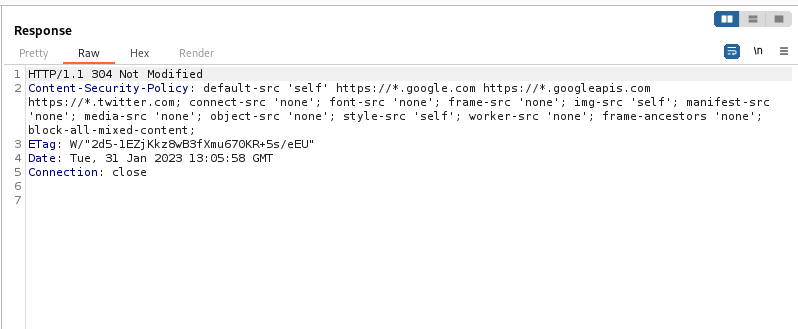 Response
Pretty Raw Hex Render
\n
1 HTTP/1.1 304 Not Modified
2 Content-Security-Policy: default-src 'self' https://*.google.com https://*.googleapis.com
https://*.twitter.com; connect-src 'none'; font-src 'none'; frame-src 'none'; img-src 'self'; manifest-src
'none'; media-src 'none'; object-src 'none'; style-src 'self'; worker-src 'none'; frame-ancestors 'none';
block-all-mixed-content;
3 ETag: W/"2d5-1EZjKkz8wB3fXmu670KR+5s/eEU"
4 Date: Tue, 31 Jan 2023 13:05:58 GMT
5 Connection: close
6
7